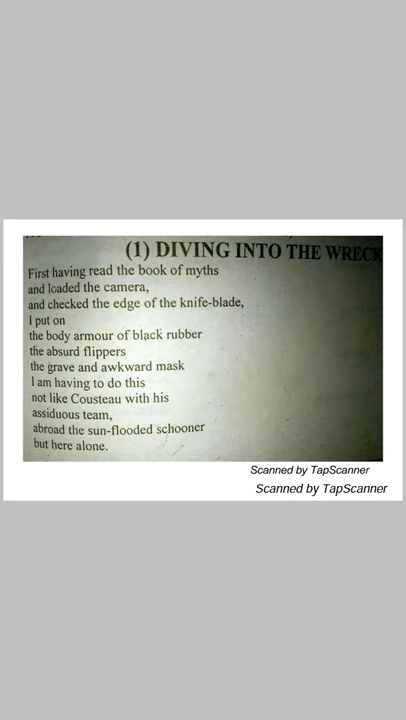 (1) DIVING INTO THE WRECK
First having read the book of myths
and loaded the camera,
and checked the edge of the knife-blade,
i put on
the body armour of black rubber
the absurd flippers
the grave and awkward mask
I am having to do this
not like Cousteau with his
assiduous team,
abroad the sun-flooded schooner
but here alone.
Scanned by TapScanner
Scanned by TapScanner